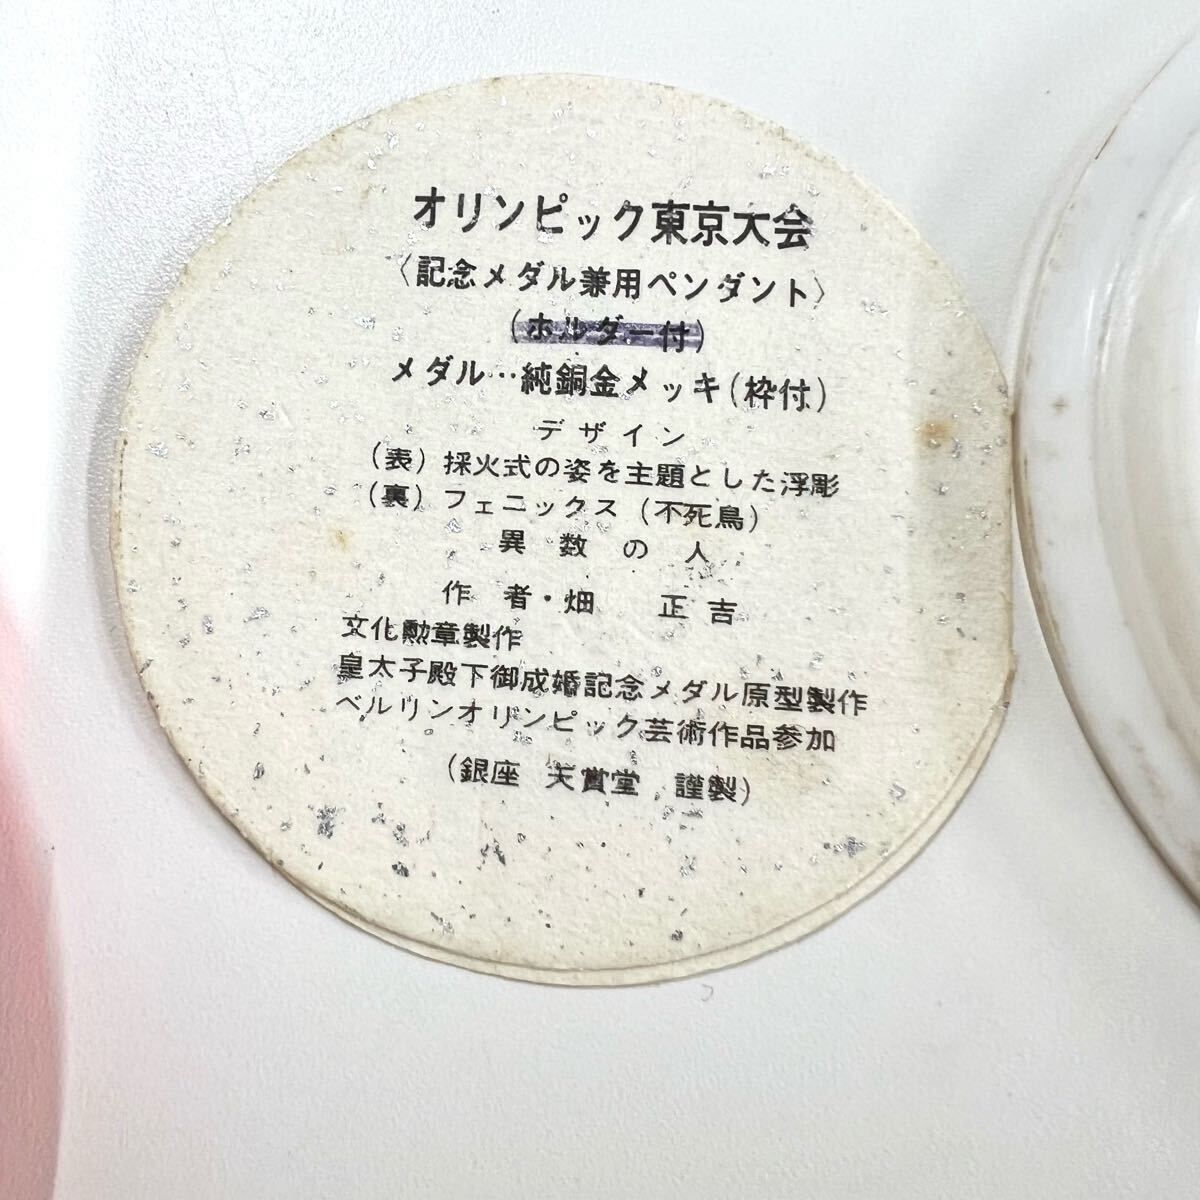 オリンピック東京大会
〈記念メダル兼用ペンダント〉
(ホルダー付)
メダル…純銅金メッキ(枠付)
デザイン
(表)採火式の姿を主題とした浮彫
(裏)フェニックス(不死鳥)
異数の人
作者・畑 正吉
文化勲章製作
皇太子殿下御成婚記念メダル原型製作
ベルリンオリンピック芸術作品参加
(銀座 天賞堂 謹製)